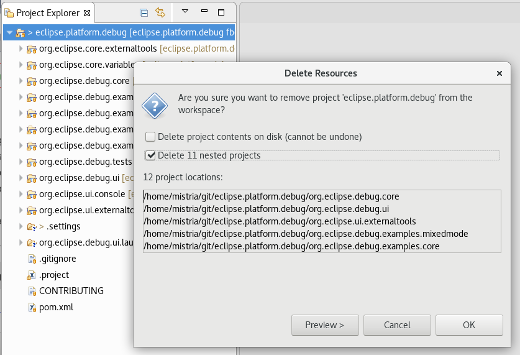 Project Explorer
> eclipse.platform.debug [eclipse.platform.debug
org.eclipse.core.externaltools [eclipse.platform.d
org.eclipse.core.variab
org.eclipse.debug.core [
org.eclipse.debug.exam
org.eclipse.debug.exam
org.eclipse.debug.exam
org.eclipse.debug.tests
org.eclipse.debug.ui [ec
org.eclipse.ui.console [e
org.eclipse.ui.externalto
> .settings
org.eclipse.debug.ui.lau
.gitignore
.project
CONTRIBUTING
pom.xml
Delete Resources
Are you sure you want to remove project 'eclipse.platform.debug' from the
workspace?
Delete project contents on disk (cannot be undone)
Delete 11 nested projects
12 project locations:
/home/mistria/git/eclipse.platform.debug/org.eclipse.debug.core
/home/mistria/git/eclipse.platform.debug/org.eclipse.debug.ui
/home/mistria/git/eclipse.platform.debug/org.eclipse.ui.externaltools
/home/mistria/git/eclipse.platform.debug/org.eclipse.debug.examples.mixedmode
/home/mistria/git/eclipse.platform.debug/org.eclipse.debug.examples.core
Preview >
Cancel
OK